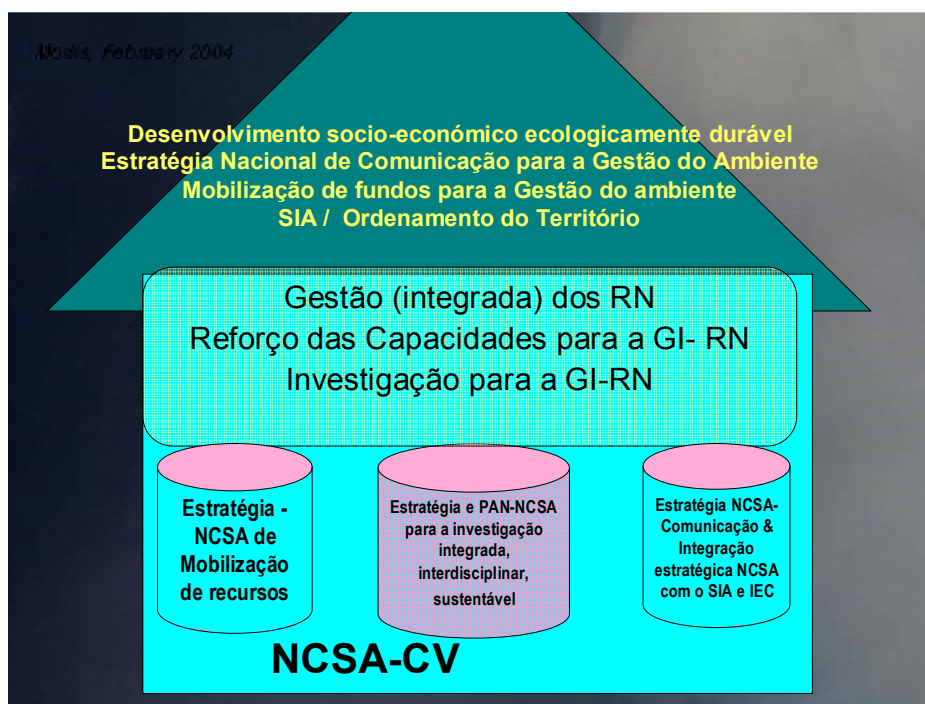 Modis, February 2004
Desenvolvimento socio-económico ecologicamente durável
Estratégia Nacional de Comunicação para a Gestão do Ambiente
Mobilização de fundos para a Gestão do ambiente
SIA / Ordenamento do Território
Gestão (integrada) dos RN
Reforço das Capacidades para a GI- RN
Investigação para a GI-RN
Estratégia -
NCSA de
Mobilização
de recursos
Estratégia e PAN-NCSA
para a investigação
integrada,
interdisciplinar,
sustentável
Estratégia NCSA-
Comunicação &
Integração
estratégica NCSA
com o SIA e IEC
NCSA-CV